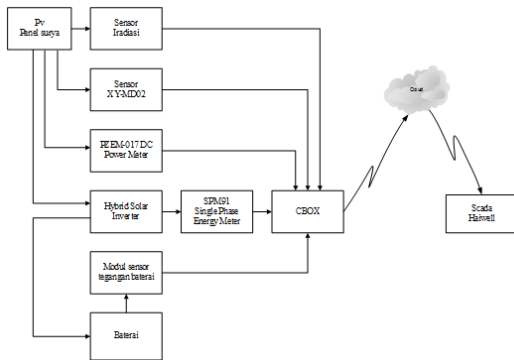 Pv
Panel surya
Sensor
Iradiasi
Sensor
XY-MD02
PZEM-017 DC
Power Meter
Hybrid Solar
Inverter
SPM91
Single Phase
Energy Meter
CBOX
Modul sensor
tegangan baterai
Baterai
Cloud
Scada
Haiwell